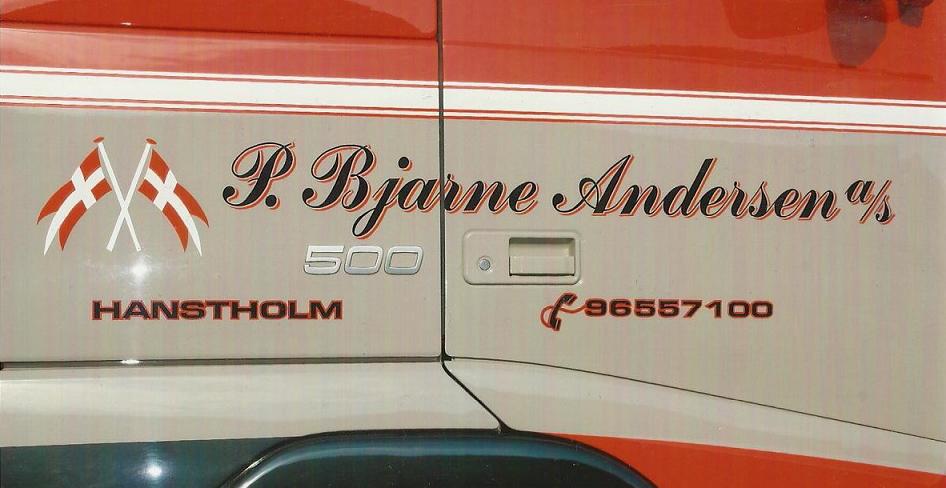 P. Bjarne Andersen a/s
500
HANSTHOLM
96557100